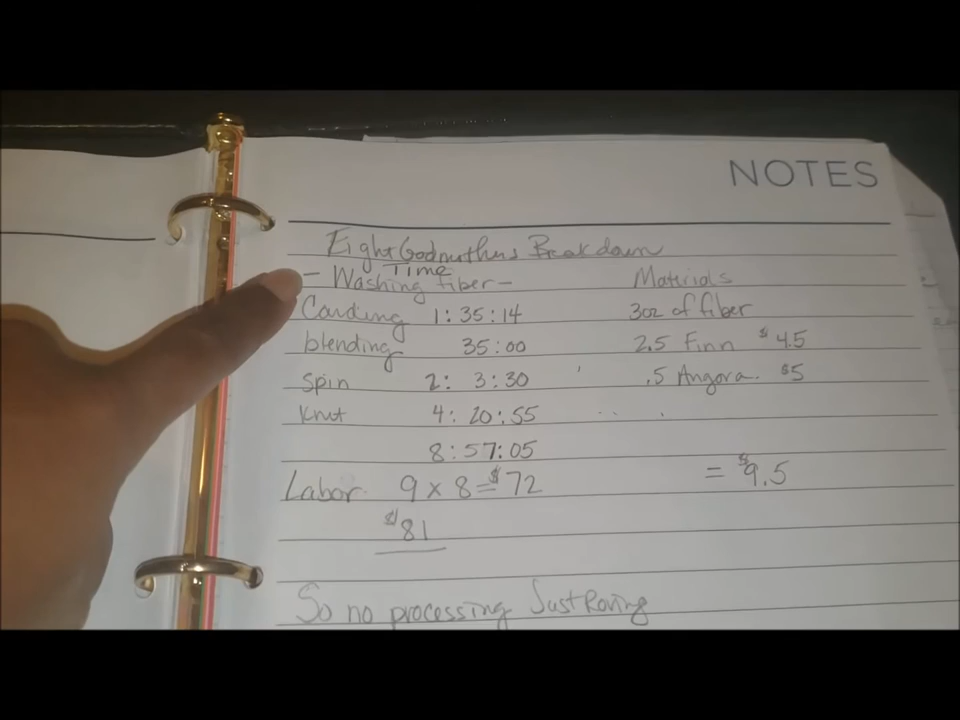 NOTES
Eight Godmuthers Breakdown
Time
- Washing fiber - Materials
Carding 1:35:14 3oz of fiber
blending 35:00 2.5 Finn $4.5
Spin 2: 3:30 .5 Angora. $5
Knit 4: 20:55
8:57:05
Labor 9 x 8 = $72 = $9.5
$81
So no processing Just Roving